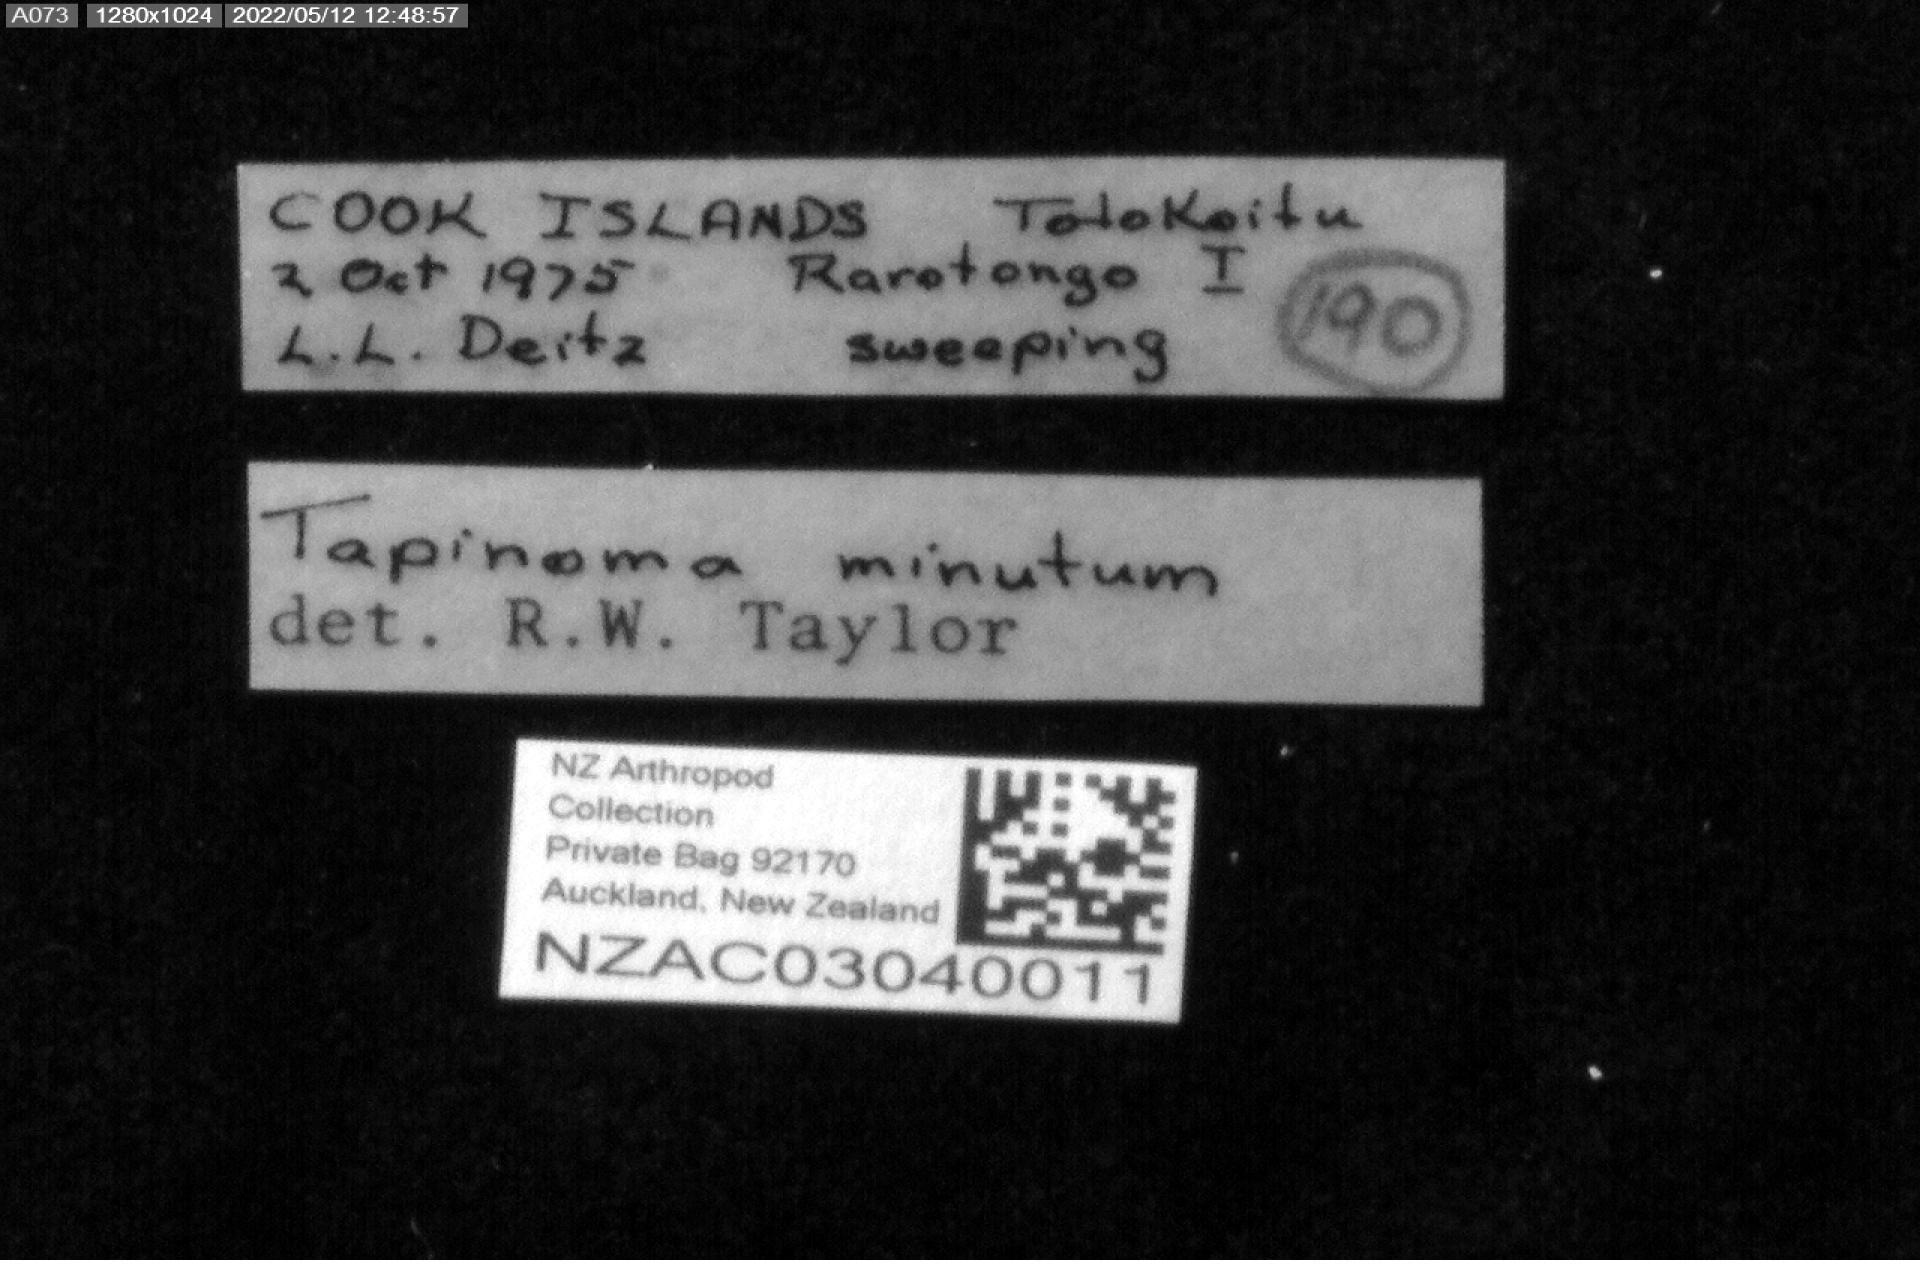 A073 1280x1024 2022/05/12 12:48:57
COOK ISLANDS Totokoitu
2 Oct 1975 Rarotonga I
L.L. Deitz sweeping 190
Tapinoma minutum
det. R.W. Taylor
NZ Arthropod
Collection
Private Bag 92170
Auckland, New Zealand
NZAC03040011